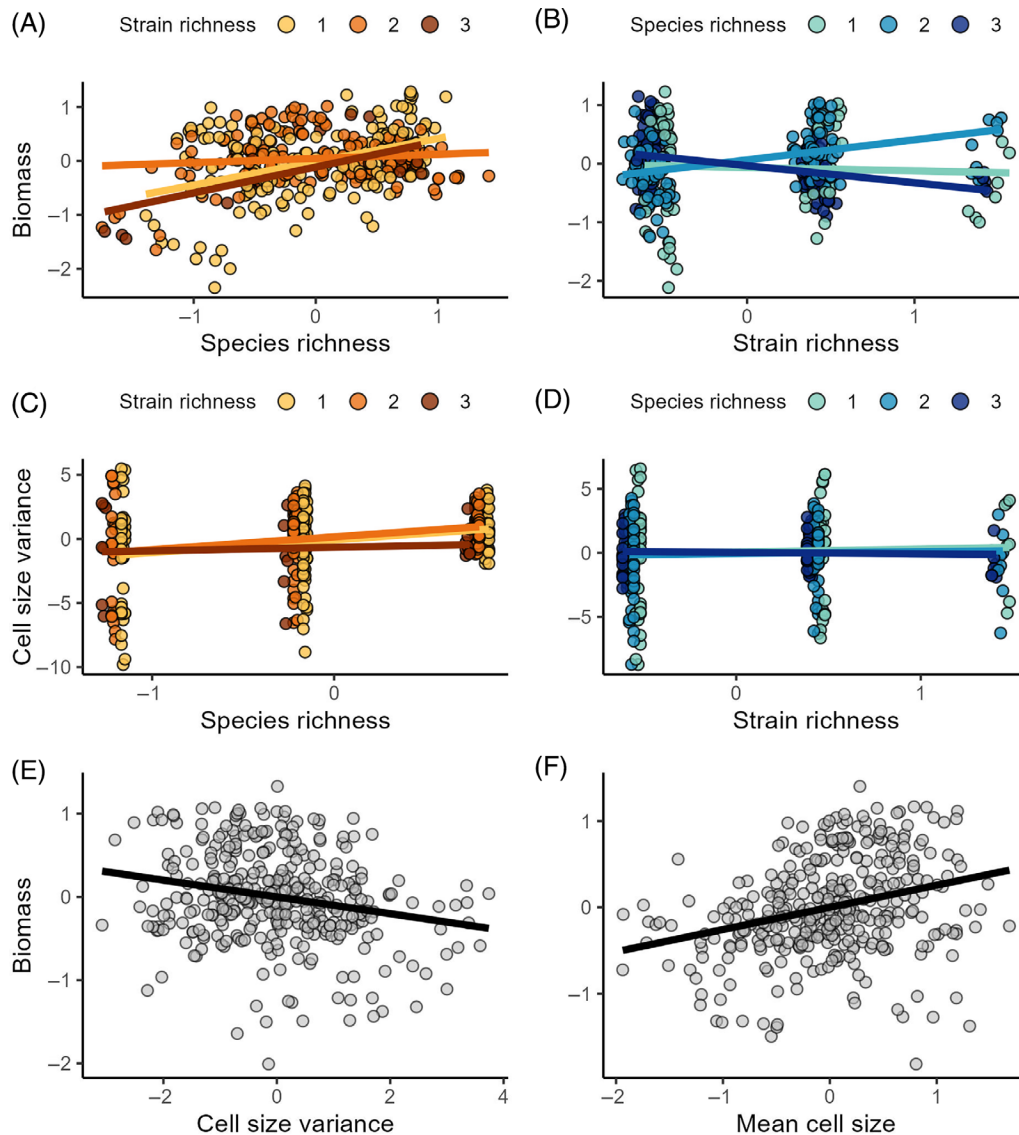 (A) Strain richness 1 2 3
Biomass
1
0
−1
−2
−1 0 1
Species richness
(B) Species richness 1 2 3
1
0
−1
−2
0 1
Strain richness
(C) Strain richness 1 2 3
Cell size variance
5
0
−5
−10
−1 0
Species richness
(D) Species richness 1 2 3
5
0
−5
0 1
Strain richness
(E)
Biomass
1
0
−1
−2
−2 0 2 4
Cell size variance
(F)
1
0
−1
−2 −1 0 1
Mean cell size